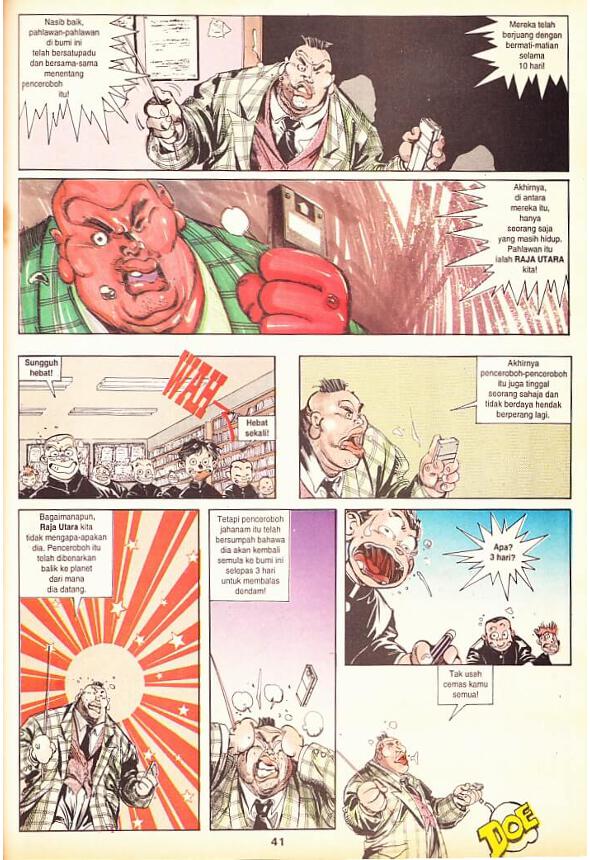 Nasib baik,
pahlawan-pahlawan
di bumi ini
telah bersatupadu
dan bersama-sama
menentang
penceroboh
itu!
Mereka telah
berjuang dengan
bermati-matian
selama
10 hari!
Akhirnya,
di antara
mereka itu,
hanya
seorang saja
yang masih hidup.
Pahlawan itu
ialah RAJA UTARA
kita!
Sungguh
hebat!
WAH
Hebat
sekali!
Akhirnya
penceroboh-penceroboh
itu juga tinggal
seorang sahaja dan
tidak berdaya hendak
berperang lagi.
Bagaimanapun,
Raja Utara kita
tidak mengapa-apakan
dia. Penceroboh itu
telah dibenarkan
balik ke planet
dari mana
dia datang.
Tetapi penceroboh
jahanam itu telah
bersumpah bahawa
dia akan kembali
semula ke bumi ini
selepas 3 hari
untuk membalas
dendam!
Apa?
3 hari?
Tak usah
cemas kamu
semua!
DOE
41